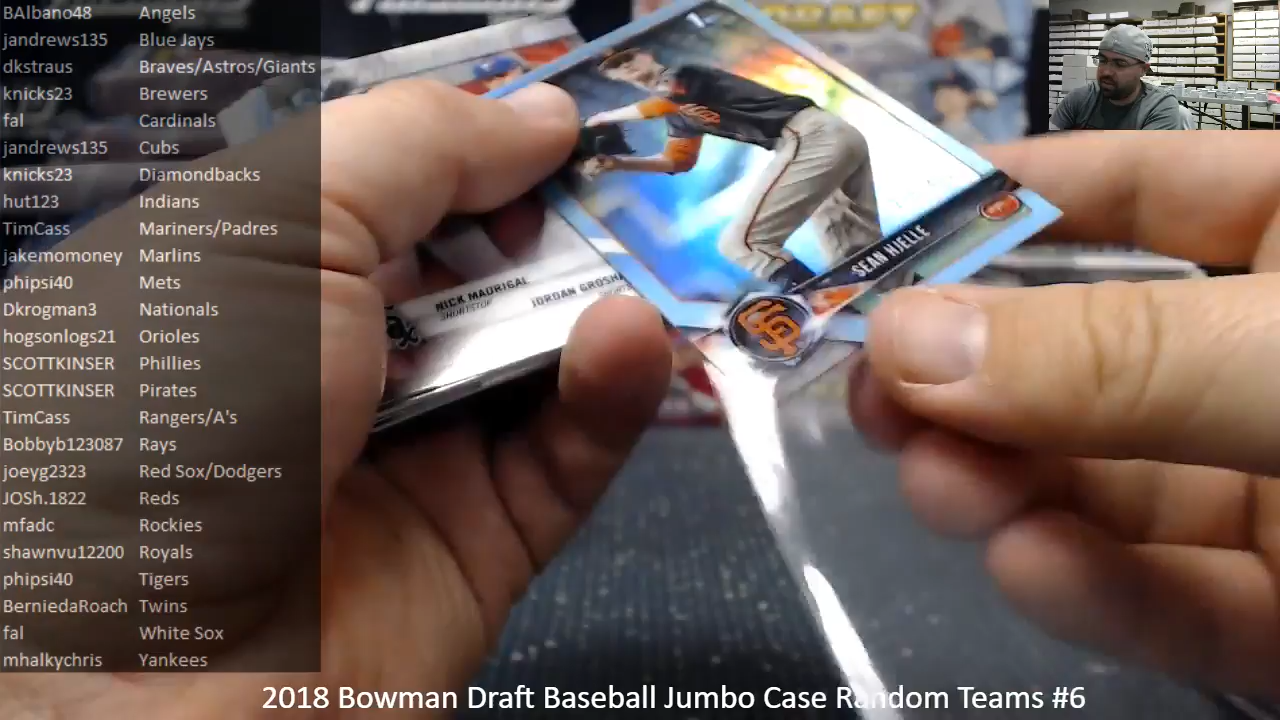 BAlbano48 Angels
jandrews135 Blue Jays
dkstraus Braves/Astros/Giants
knicks23 Brewers
fal Cardinals
jandrews135 Cubs
knicks23 Diamondbacks
hut123 Indians
TimCass Mariners/Padres
jakemomoney Marlins
phipsi40 Mets
Dkrogman3 Nationals
hogsonlogs21 Orioles
SCOTTKINSER Phillies
SCOTTKINSER Pirates
TimCass Rangers/A's
Bobbyb123087 Rays
joeyg2323 Red Sox/Dodgers
JOSh.1822 Reds
mfadc Rockies
shawnvu12200 Royals
phipsi40 Tigers
BerniedaRoach Twins
fal White Sox
mhalkychris Yankees
DRAFT
SEAN HJELLE
SF
NICK MADRIGAL
SHORTSTOP
JORDAN
2018 Bowman Draft Baseball Jumbo Case Random Teams #6